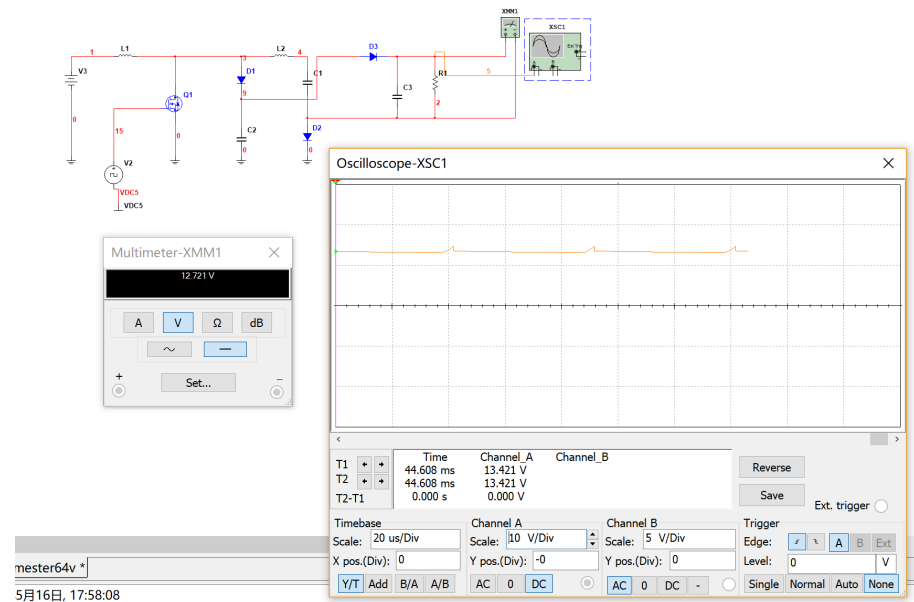 XMM1
XSC1
Ext Trig
A B
1
L1
13
L2
4
D3
V3
D1
C1
R1
5
Q1
9
C3
2
0
15
0
C2
D2
0
0
V2
VDC5
VDC5
Oscilloscope-XSC1
Multimeter-XMM1
12.721 V
A V Ω dB
+ −
Set...
Time Channel_A Channel_B
T1 44.608 ms 13.421 V
T2 44.608 ms 13.421 V
T2-T1 0.000 s 0.000 V
Reverse
Save
Ext. trigger
Timebase Channel A Channel B Trigger
Scale: 20 us/Div Scale: 10 V/Div Scale: 5 V/Div Edge: A B Ext
X pos.(Div): 0 Y pos.(Div): -0 Y pos.(Div): 0 Level: 0 V
Y/T Add B/A A/B AC 0 DC AC 0 DC - Single Normal Auto None
mester64v *
5月16日, 17:58:08